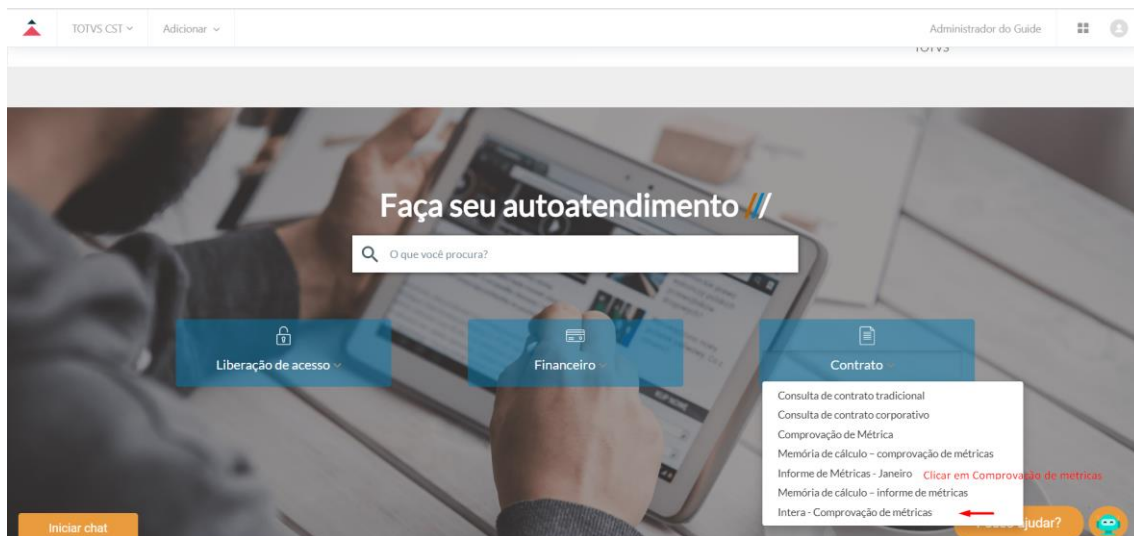 TOTVS CST
Adicionar
Administrador do Guide
TOTVS
Faça seu autoatendimento
O que você procura?
Liberação de acesso
Financeiro
Contrato
Consulta de contrato tradicional
Consulta de contrato corporativo
Comprovação de Métrica
Memória de cálculo – comprovação de métricas
Informe de Métricas - Janeiro
Clicar em Comprovação de métricas
Memória de cálculo – informe de métricas
Intera - Comprovação de métricas
Iniciar chat
ajudar?